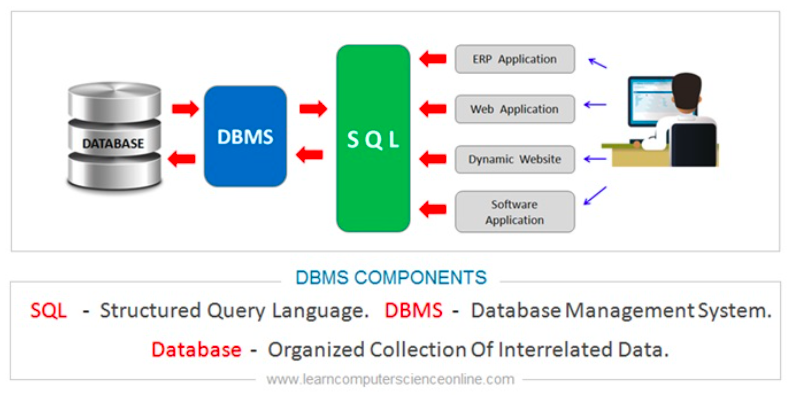 DATABASE
DBMS
SQL
ERP Application
Web Application
Dynamic Website
Software
Application
DBMS COMPONENTS
SQL - Structured Query Language. DBMS - Database Management System.
Database - Organized Collection Of Interrelated Data.
www.learncomputerscienceonline.com